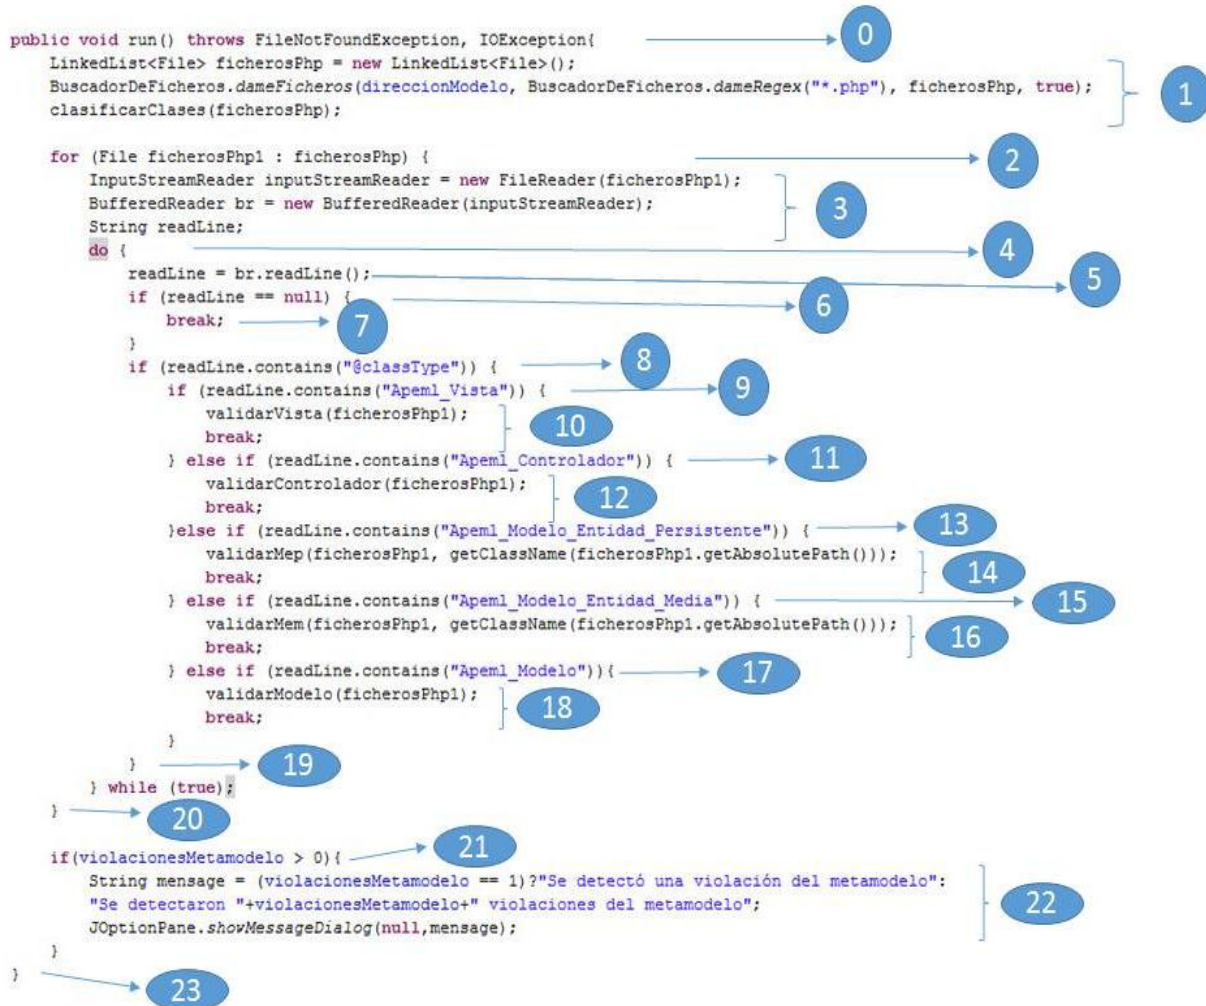 public void run() throws FileNotFoundException, IOException{ 0
LinkedList<File> ficherosPhp = new LinkedList<File>();
BuscadorDeFicheros.dameFicheros(direccionModelo, BuscadorDeFicheros.dameRegex("*.php"), ficherosPhp, true); 1
clasificarClases(ficherosPhp);
for (File ficherosPhp1 : ficherosPhp) { 2
InputStreamReader inputStreamReader = new FileReader(ficherosPhp1);
BufferedReader br = new BufferedReader(inputStreamReader); 3
String readLine;
do { 4
readLine = br.readLine(); 5
if (readLine == null) { 6
break; 7
}
if (readLine.contains("@classType")) { 8
if (readLine.contains("Apeml_Vista")) { 9
validarVista(ficherosPhp1); 10
break;
} else if (readLine.contains("Apeml_Controlador")) { 11
validarControlador(ficherosPhp1); 12
break;
}else if (readLine.contains("Apeml_Modelo_Entidad_Persistente")) { 13
validarMep(ficherosPhp1, getClassName(ficherosPhp1.getAbsolutePath())); 14
break;
} else if (readLine.contains("Apeml_Modelo_Entidad_Media")) { 15
validarMem(ficherosPhp1, getClassName(ficherosPhp1.getAbsolutePath())); 16
break;
} else if (readLine.contains("Apeml_Modelo")){ 17
validarModelo(ficherosPhp1); 18
break;
}
} 19
} while (true);
} 20
if(violacionesMetamodelo > 0){ 21
String mensage = (violacionesMetamodelo == 1)?"Se detectó una violación del metamodelo":
"Se detectaron "+violacionesMetamodelo+" violaciones del metamodelo"; 22
JOptionPane.showMessageDialog(null,mensage);
}
} 23